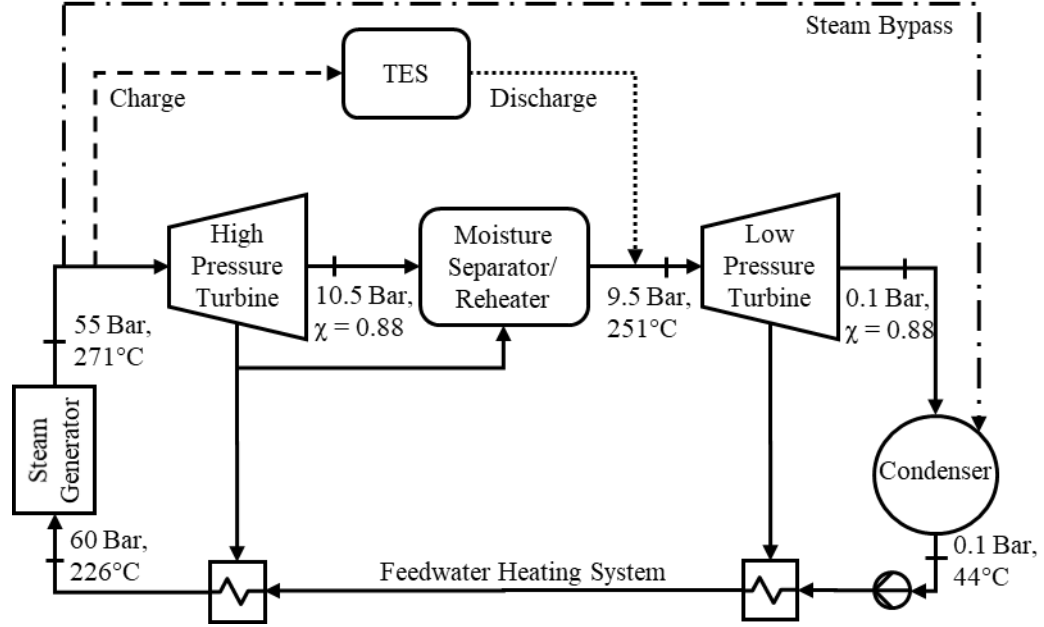 Steam Bypass
TES
Charge
Discharge
High
Pressure
Turbine
Moisture
Separator/
Reheater
Low
Pressure
Turbine
10.5 Bar,
χ = 0.88
9.5 Bar,
251°C
0.1 Bar,
χ = 0.88
55 Bar,
271°C
Steam
Generator
Condenser
60 Bar,
226°C
Feedwater Heating System
0.1 Bar,
44°C